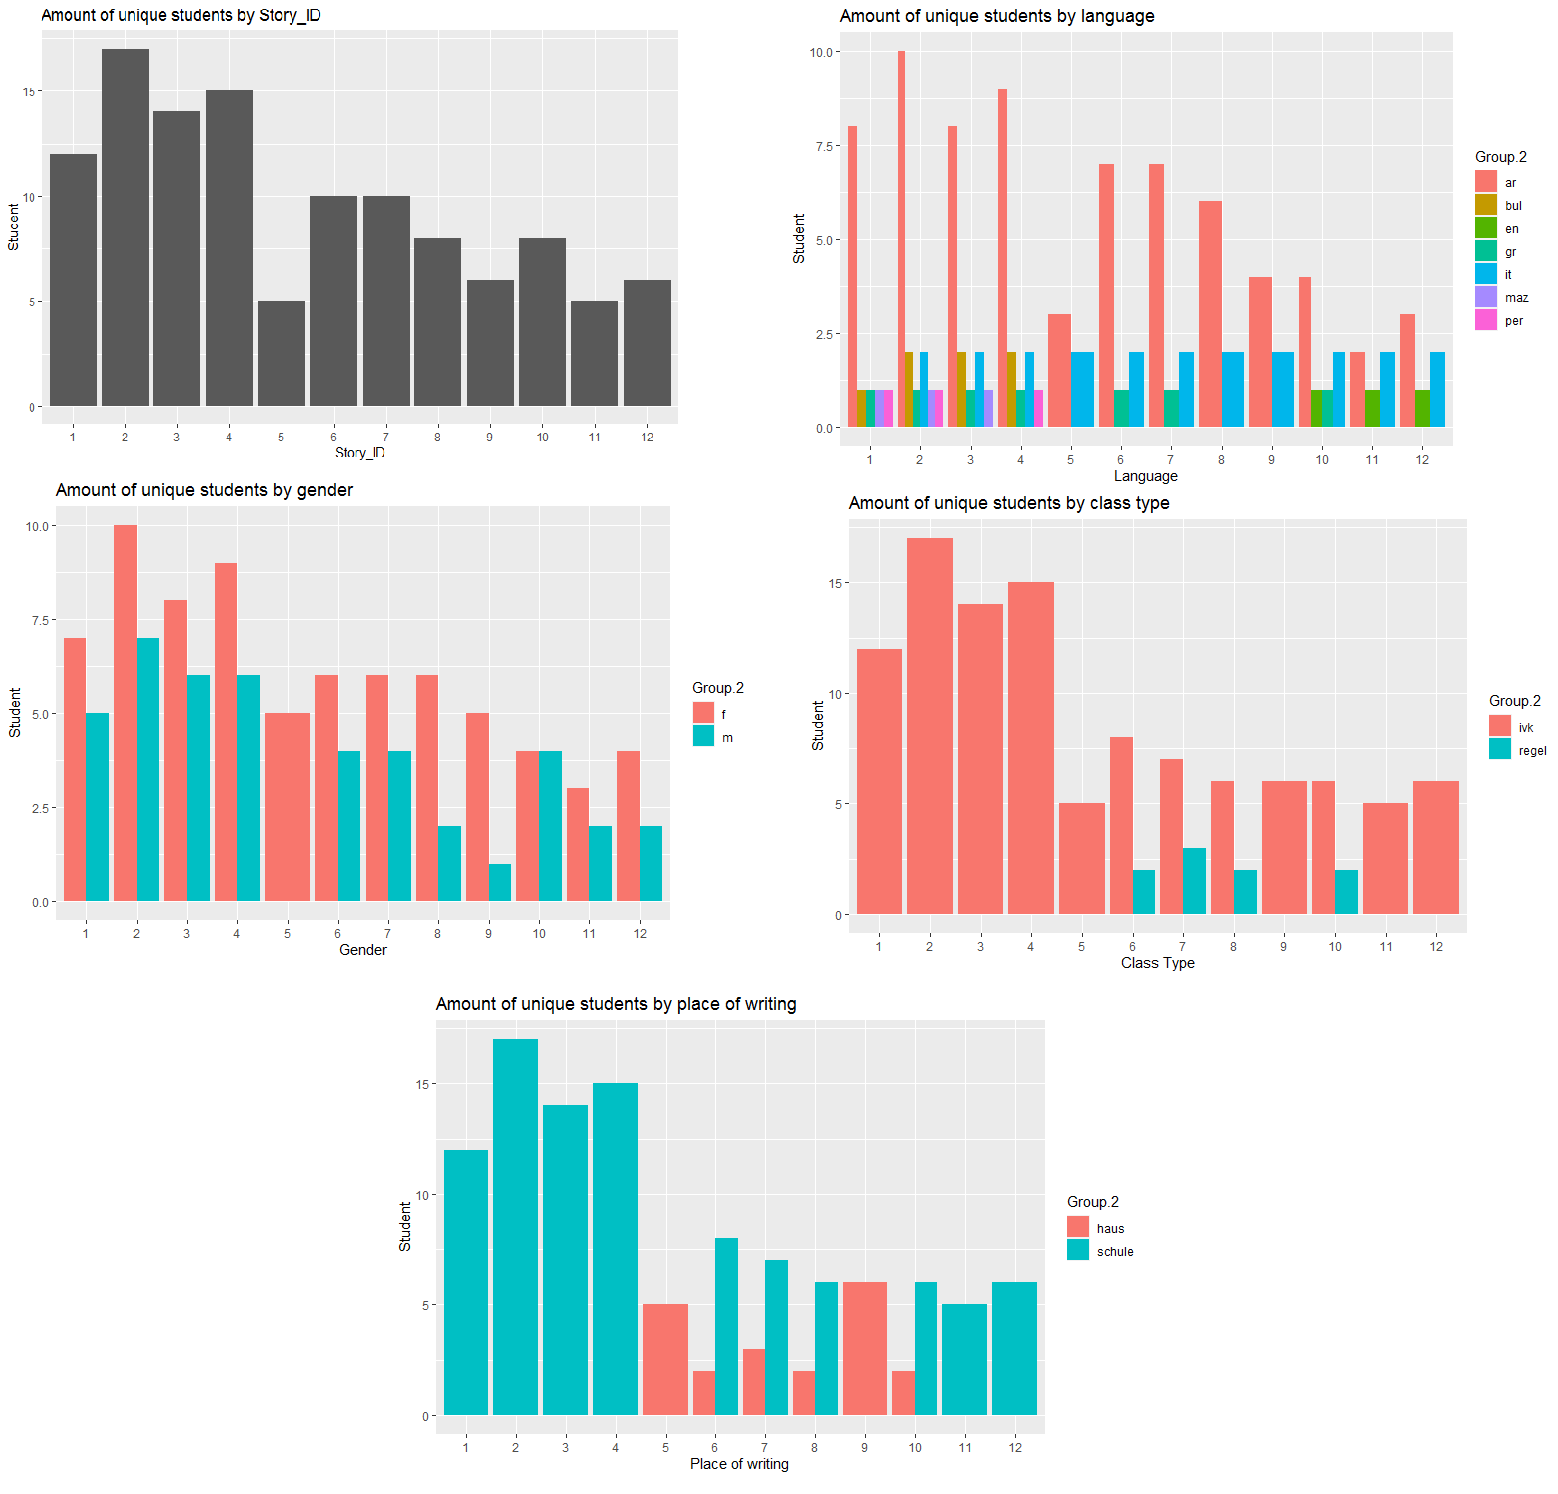 Amount of unique students by Story_ID
15
10
5
0
Stucent
1 2 3 4 5 6 7 8 9 10 11 12
Story_ID
Amount of unique students by language
10.0
7.5
5.0
2.5
0.0
Student
1 2 3 4 5 6 7 8 9 10 11 12
Language
Group.2
ar
bul
en
gr
it
maz
per
Amount of unique students by gender
10.0
7.5
5.0
2.5
0.0
Student
1 2 3 4 5 6 7 8 9 10 11 12
Gender
Group.2
f
m
Amount of unique students by class type
15
10
5
0
Student
1 2 3 4 5 6 7 8 9 10 11 12
Class Type
Group.2
ivk
regel
Amount of unique students by place of writing
15
10
5
0
Student
1 2 3 4 5 6 7 8 9 10 11 12
Place of writing
Group.2
haus
schule